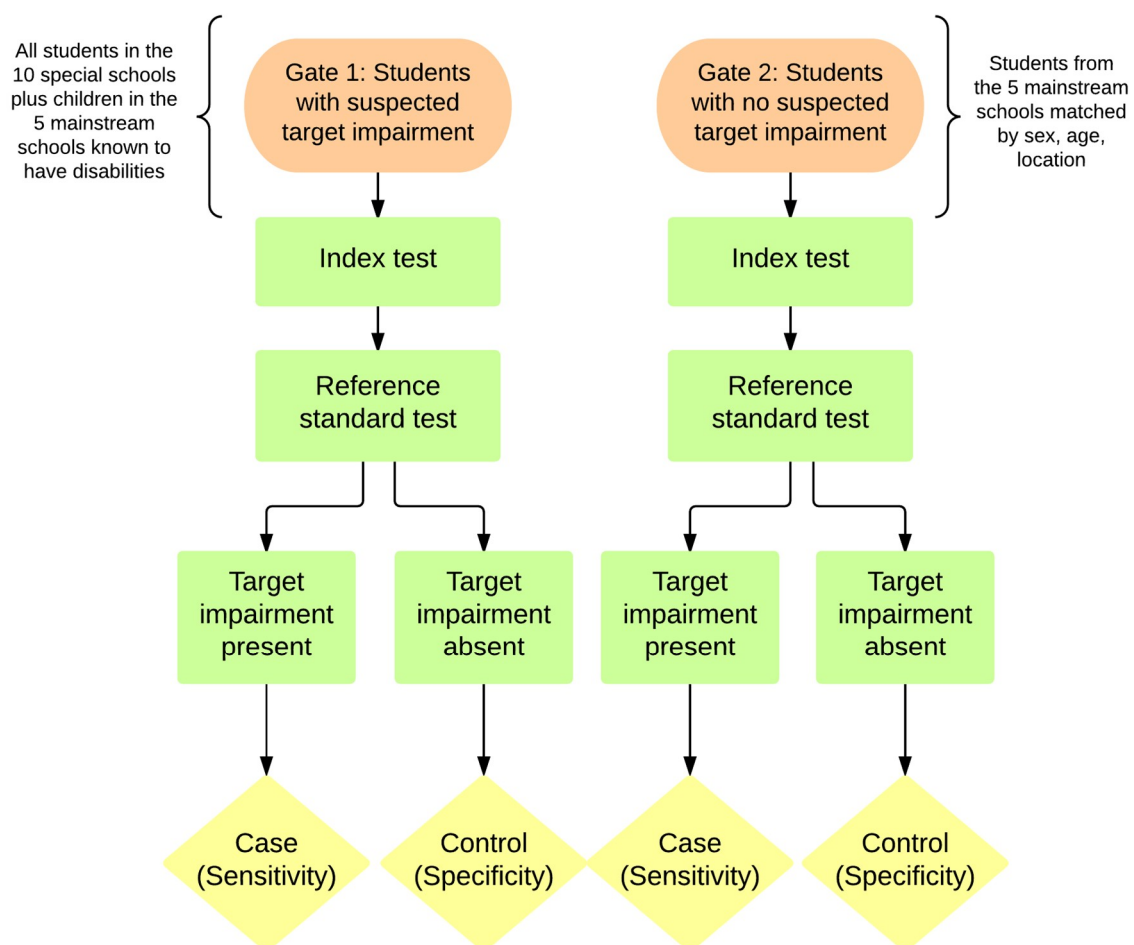 All students in the
10 special schools
plus children in the
5 mainstream
schools known to
have disabilities
Gate 1: Students
with suspected
target impairment
Gate 2: Students
with no suspected
target impairment
Students from
the 5 mainstream
schools matched
by sex, age,
location
Index test
Index test
Reference
standard test
Reference
standard test
Target
impairment
present
Target
impairment
absent
Target
impairment
present
Target
impairment
absent
Case
(Sensitivity)
Control
(Specificity)
Case
(Sensitivity)
Control
(Specificity)